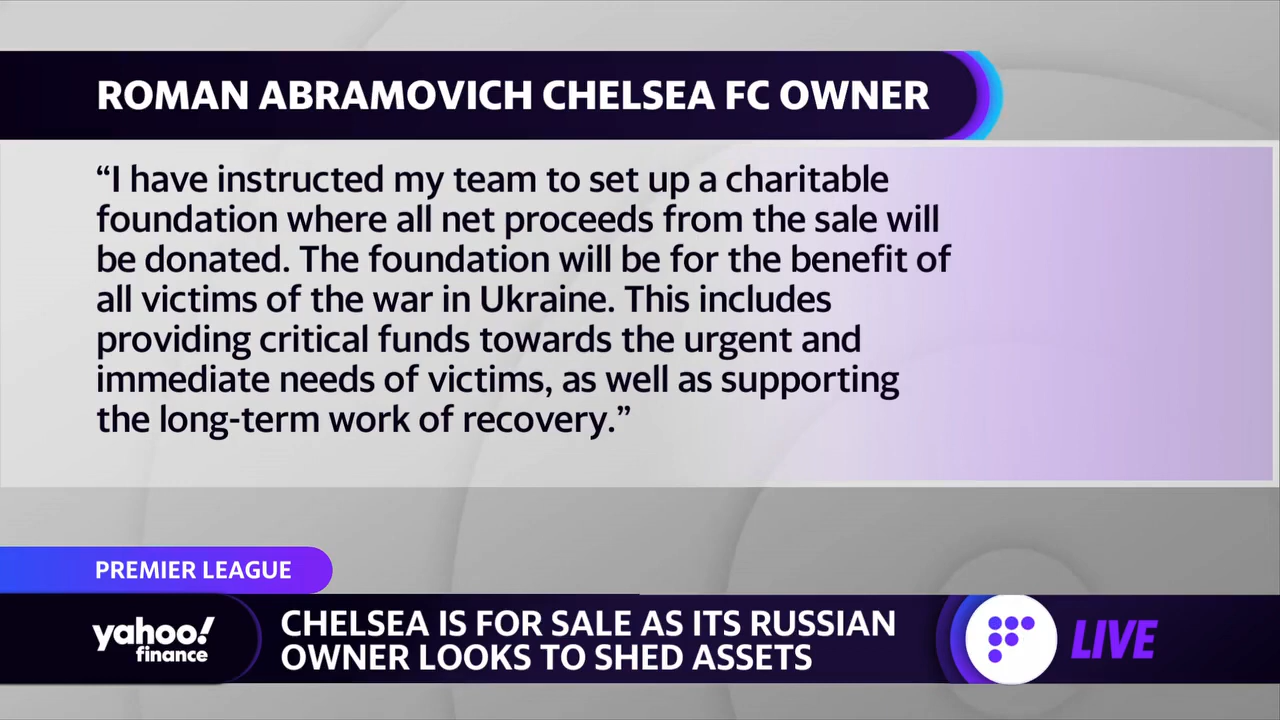 ROMAN ABRAMOVICH CHELSEA FC OWNER
“I have instructed my team to set up a charitable
foundation where all net proceeds from the sale will
be donated. The foundation will be for the benefit of
all victims of the war in Ukraine. This includes
providing critical funds towards the urgent and
immediate needs of victims, as well as supporting
the long-term work of recovery.”
PREMIER LEAGUE
yahoo!
finance
CHELSEA IS FOR SALE AS ITS RUSSIAN
OWNER LOOKS TO SHED ASSETS
LIVE